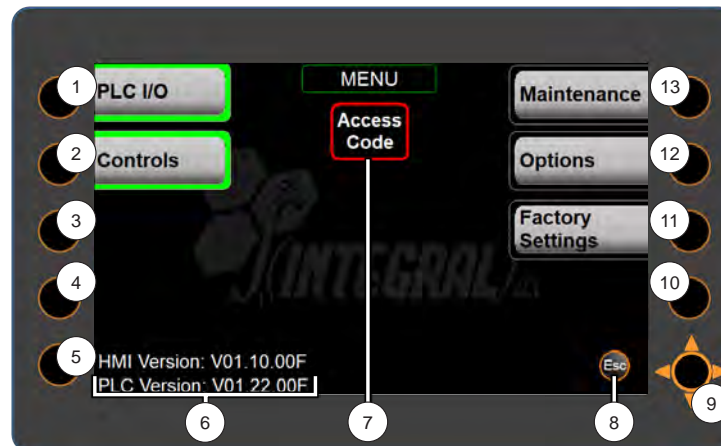 MENU
1 PLC I/O
Access
Code
Maintenance 13
2 Controls
Options 12
3
Factory
Settings
11
INTEGRAL
4
10
5
HMI Version: V01.10.00F
PLC Version: V01.22.00F
Esc
6
7
8
9